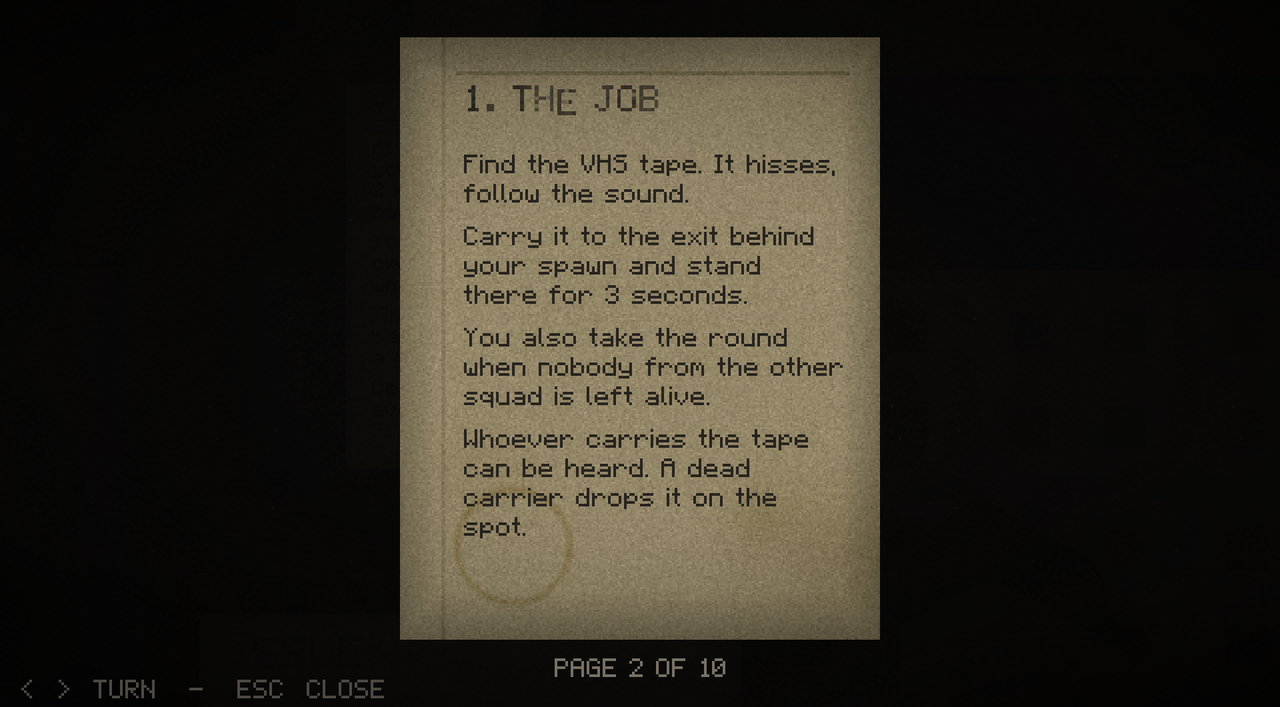 1. THE JOB
Find the VHS tape. It hisses,
follow the sound.
Carry it to the exit behind
your spawn and stand
there for 3 seconds.
You also take the round
when nobody from the other
squad is left alive.
Whoever carries the tape
can be heard. A dead
carrier drops it on the
spot.
PAGE 2 OF 10
< > TURN - ESC CLOSE